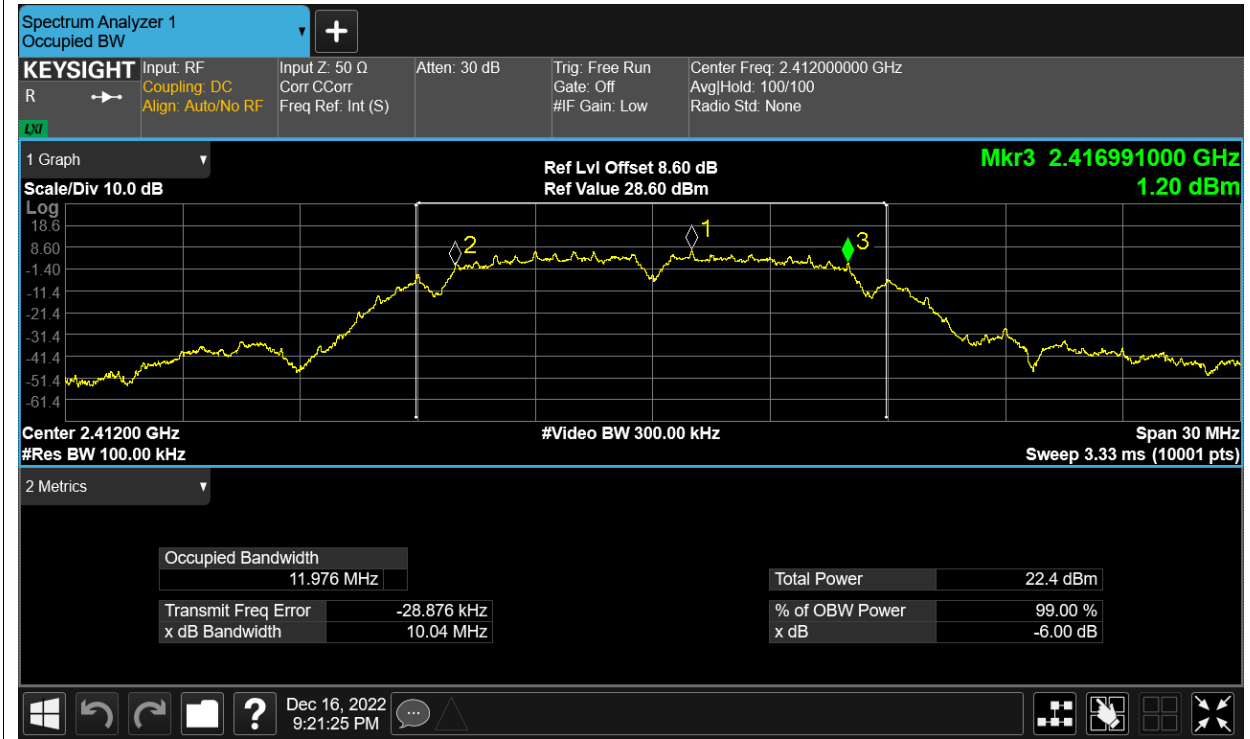 Spectrum Analyzer 1
Occupied BW
KEYSIGHT
R
LXI
Input: RF
Coupling: DC
Align: Auto/No RF
Input Z: 50 Ω
Corr CCorr
Freq Ref: Int (S)
Atten: 30 dB
Trig: Free Run
Gate: Off
#IF Gain: Low
Center Freq: 2.412000000 GHz
Avg|Hold: 100/100
Radio Std: None
1 Graph
Scale/Div 10.0 dB
Ref Lvl Offset 8.60 dB
Ref Value 28.60 dBm
Mkr3 2.416991000 GHz
1.20 dBm
Log
18.6
8.60
-1.40
-11.4
-21.4
-31.4
-41.4
-51.4
-61.4
2
1
3
Center 2.41200 GHz
#Video BW 300.00 kHz
Span 30 MHz
#Res BW 100.00 kHz
Sweep 3.33 ms (10001 pts)
2 Metrics
Occupied Bandwidth
11.976 MHz
Total Power 22.4 dBm
Transmit Freq Error -28.876 kHz
% of OBW Power 99.00 %
x dB Bandwidth 10.04 MHz
x dB -6.00 dB
?
Dec 16, 2022
9:21:25 PM